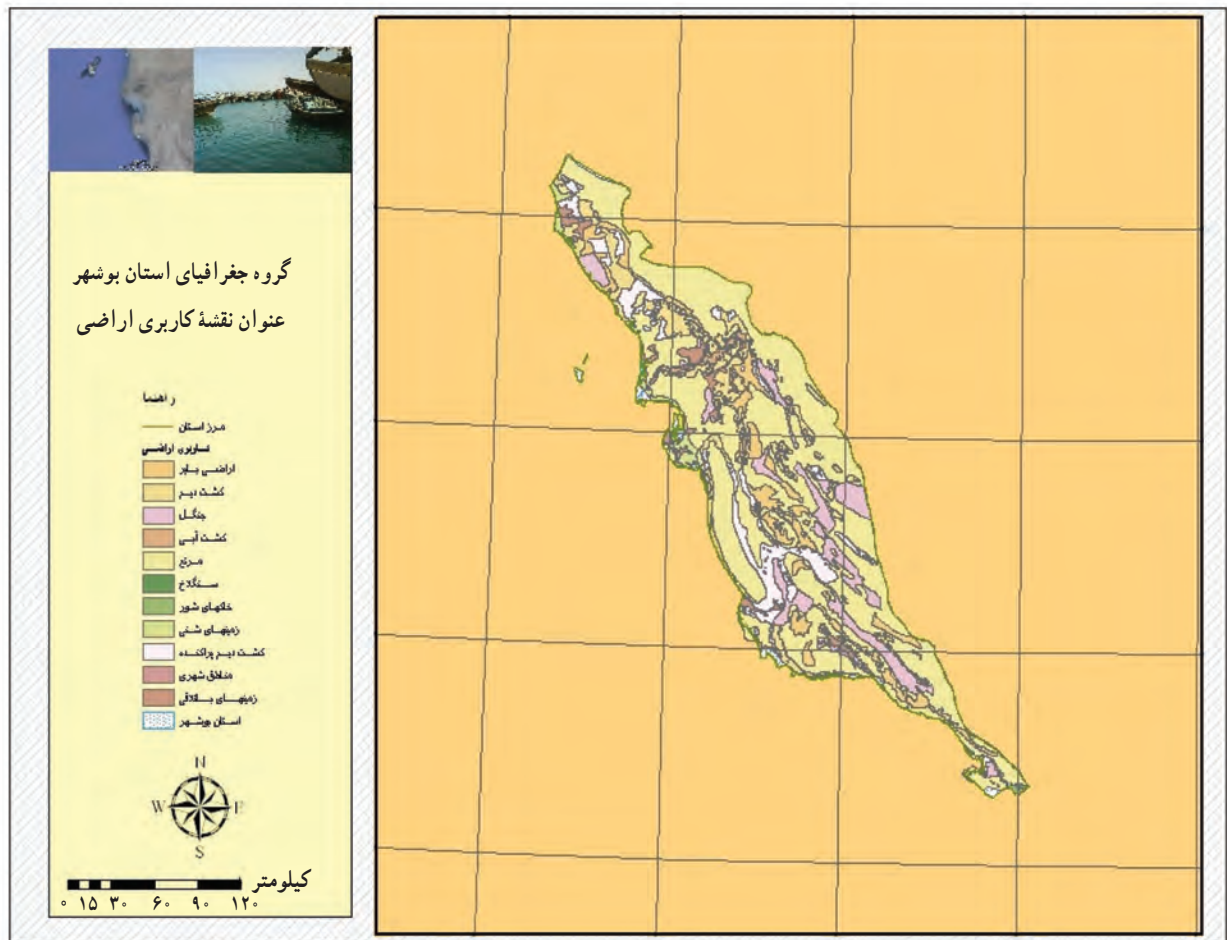 گروه جغرافیای استان بوشهر
عنوان نقشهٔ کاربری اراضی
راهنما
مرز استان
کاربری اراضی
اراضی بایر
کشت دیم
جنگل
کشت آبی
مرتع
سنگلاخ
خاکهای شور
زمینهای شنی
کشت دیم پراکنده
مناطق شهری
زمینهای باتلاقی
استان بوشهر
N
W E
S
کیلومتر
۰ ۱۵ ۳۰ ۶۰ ۹۰ ۱۲۰